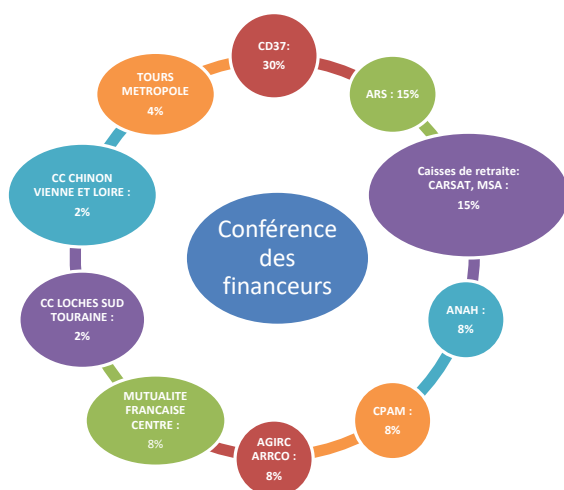 CD37:
30%
ARS : 15%
Caisses de retraite:
CARSAT, MSA :
15%
ANAH :
8%
CPAM :
8%
AGIRC
ARRCO :
8%
MUTUALITE
FRANCAISE
CENTRE :
8%
CC LOCHES SUD
TOURAINE :
2%
CC CHINON
VIENNE ET LOIRE :
2%
TOURS
METROPOLE
4%
Conférence
des
financeurs